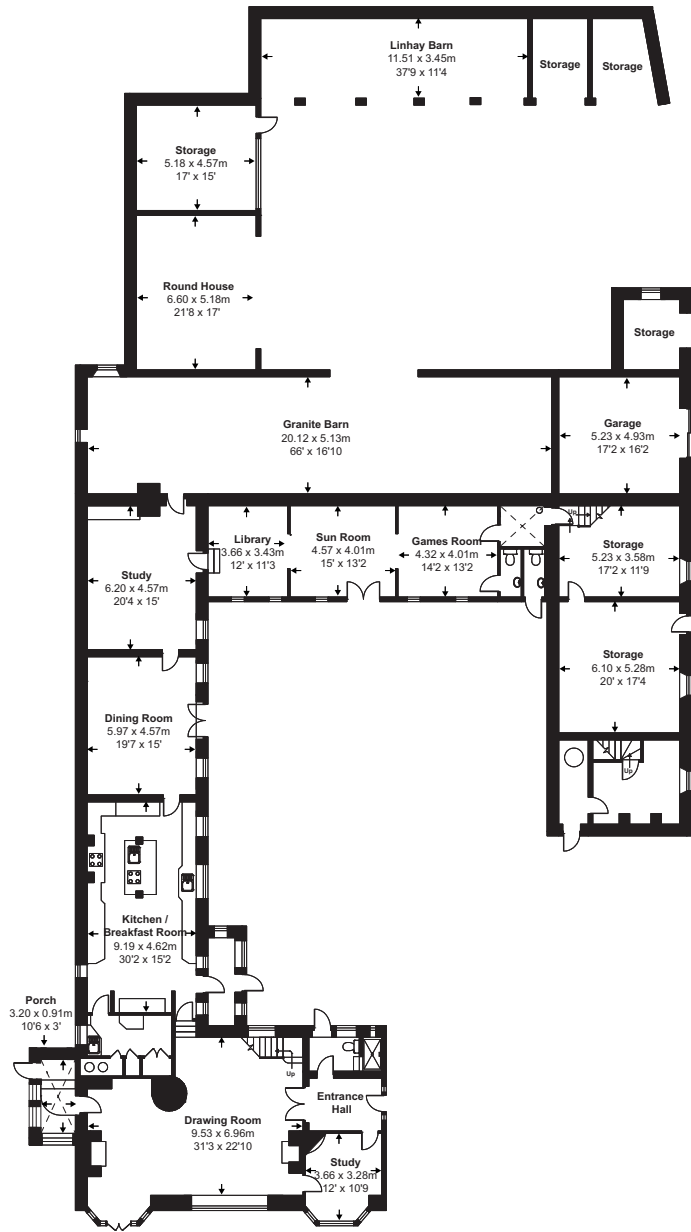 Linhay Barn
11.51 x 3.45m
37'9 x 11'4
Storage
Storage
Storage
5.18 x 4.57m
17' x 15'
Round House
6.60 x 5.18m
21'8 x 17'
Storage
Granite Barn
20.12 x 5.13m
66' x 16'10
Garage
5.23 x 4.93m
17'2 x 16'2
Library
3.66 x 3.43m
12' x 11'3
Sun Room
4.57 x 4.01m
15' x 13'2
Games Room
4.32 x 4.01m
14'2 x 13'2
Up
Storage
5.23 x 3.58m
17'2 x 11'9
Study
6.20 x 4.57m
20'4 x 15'
Storage
6.10 x 5.28m
20' x 17'4
Dining Room
5.97 x 4.57m
19'7 x 15'
Up
Kitchen /
Breakfast Room
9.19 x 4.62m
30'2 x 15'2
Porch
3.20 x 0.91m
10'6 x 3'
Up
Entrance
Hall
Drawing Room
9.53 x 6.96m
31'3 x 22'10
Study
3.66 x 3.28m
12' x 10'9